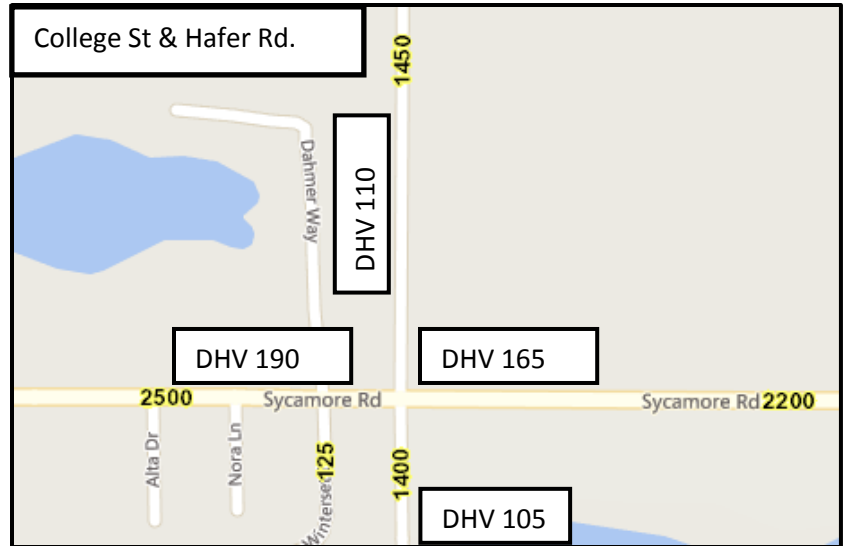 College St & Hafer Rd.
1450
Dahmer Way
DHV 110
DHV 190
DHV 165
2500
Sycamore Rd
Sycamore Rd 2200
Alta Dr
Nora Ln
125
1400
DHV 105